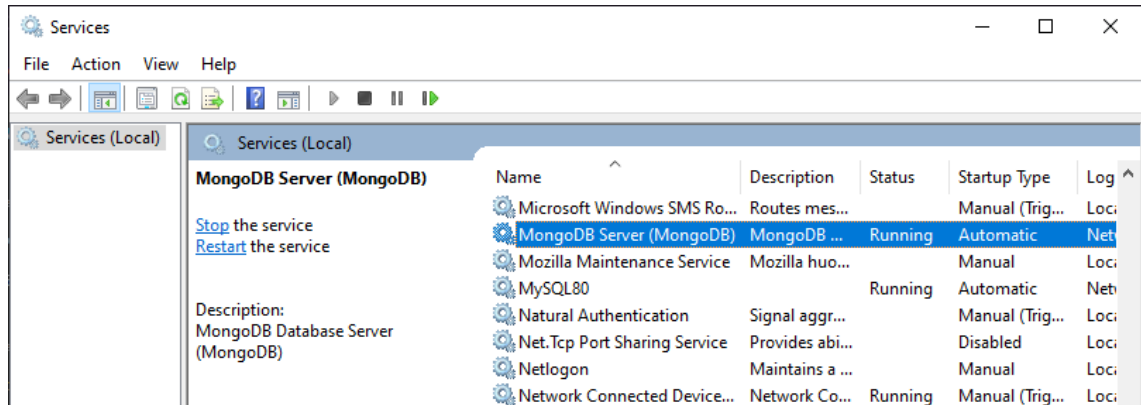 Services
File Action View Help
Services (Local)
Services (Local)
MongoDB Server (MongoDB)
Stop the service
Restart the service
Description:
MongoDB Database Server
(MongoDB)
Name Description Status Startup Type Log
Microsoft Windows SMS Ro... Routes mes... Manual (Trig... Loca
MongoDB Server (MongoDB) MongoDB ... Running Automatic Net
Mozilla Maintenance Service Mozilla huo... Manual Loca
MySQL80 Running Automatic Net
Natural Authentication Signal aggr... Manual (Trig... Loca
Net.Tcp Port Sharing Service Provides abi... Disabled Loca
Netlogon Maintains a ... Manual Loca
Network Connected Device... Network Co... Running Manual (Trig... Loca